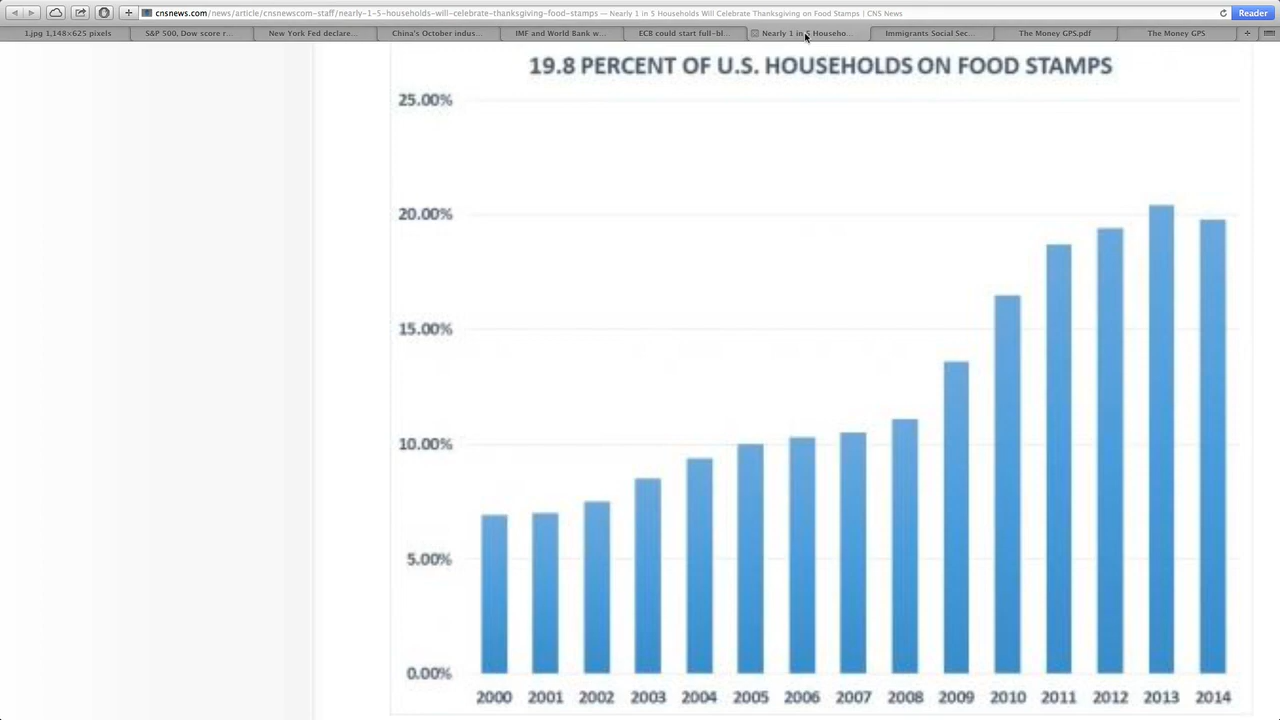 cnsnews.com/news/article/cnsnewscom-staff/nearly-1-5-households-will-celebrate-thanksgiving-food-stamps — Nearly 1 in 5 Households Will Celebrate Thanksgiving on Food Stamps | CNS News
Reader
1.jpg 1,148×625 pixels
S&P 500, Dow score r...
New York Fed declare...
China's October indus...
IMF and World Bank w...
ECB could start full-bl...
Nearly 1 in 5 Househo...
Immigrants Social Sec...
The Money GPS.pdf
The Money GPS
19.8 PERCENT OF U.S. HOUSEHOLDS ON FOOD STAMPS
25.00%
20.00%
15.00%
10.00%
5.00%
0.00%
2000 2001 2002 2003 2004 2005 2006 2007 2008 2009 2010 2011 2012 2013 2014